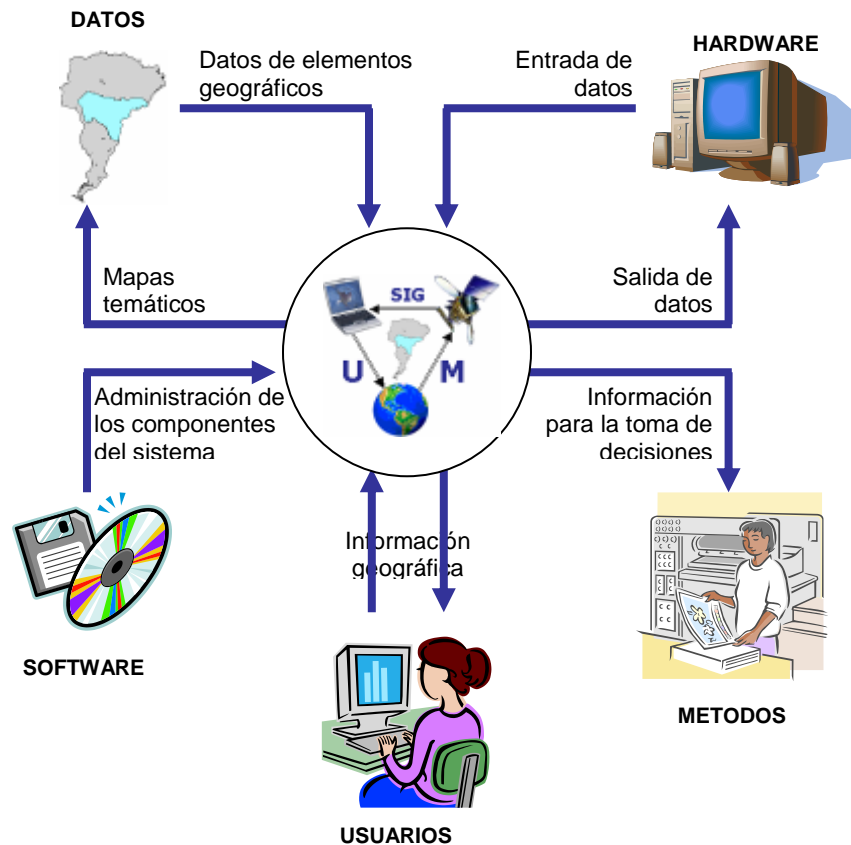 DATOS
Datos de elementos
geográficos
Entrada de
datos
HARDWARE
Mapas
temáticos
SIG
U
M
Salida de
datos
Administración de
los componentes
del sistema
Información
para la toma de
decisiones
Información
geográfica
SOFTWARE
METODOS
USUARIOS